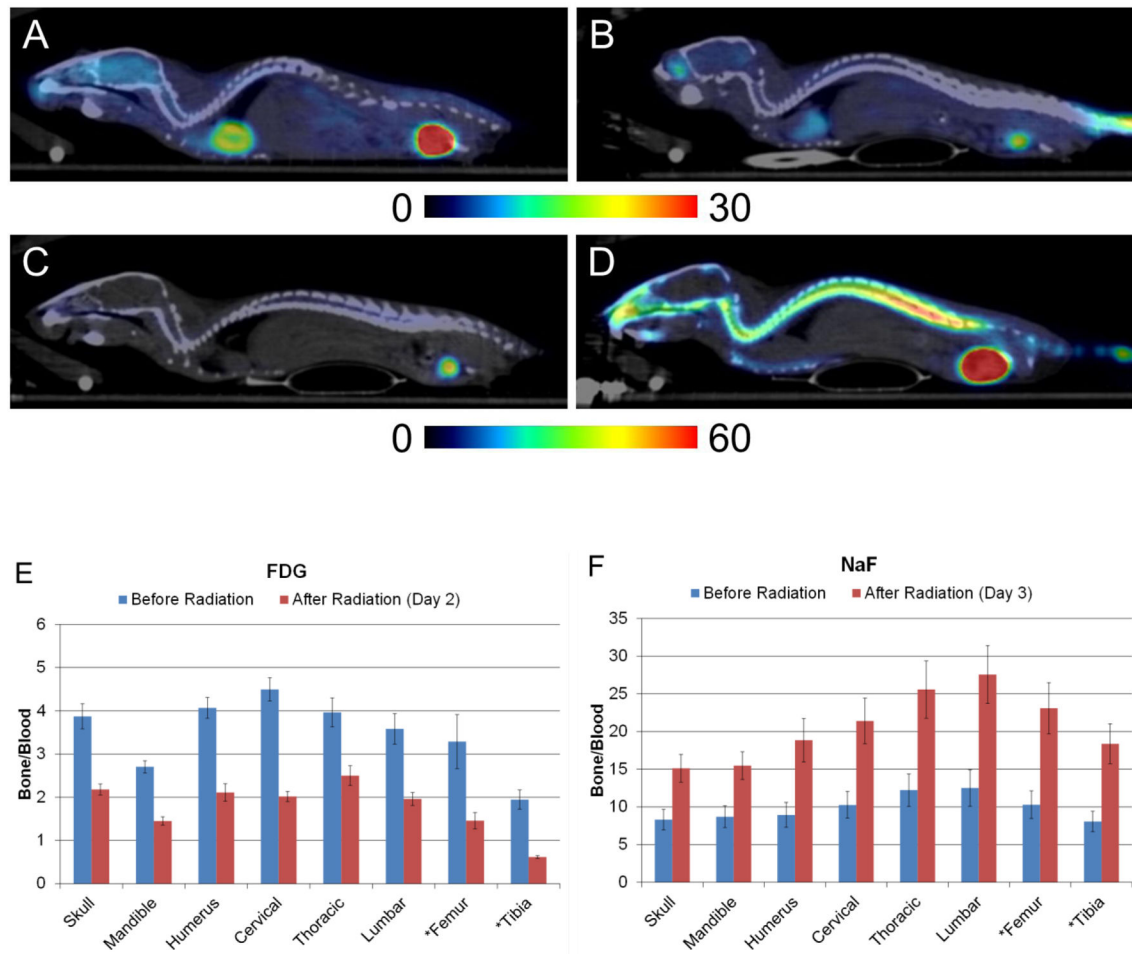 A
B
0 30
C
D
0 60
E
FDG
Before Radiation After Radiation (Day 2)
Bone/Blood
6
5
4
3
2
1
0
Skull Mandible Humerus Cervical Thoracic Lumbar *Femur *Tibia
F
NaF
Before Radiation After Radiation (Day 3)
Bone/Blood
35
30
25
20
15
10
5
0
Skull Mandible Humerus Cervical Thoracic Lumbar *Femur *Tibia